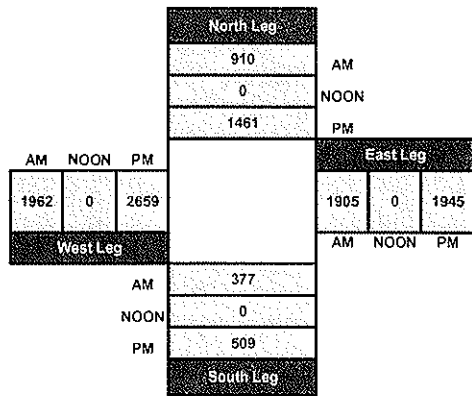 North Leg
910 AM
0 NOON
1461 PM
AM NOON PM
East Leg
1962 0 2659
1905 0 1945
West Leg
AM NOON PM
AM 377
NOON 0
PM 509
South Leg